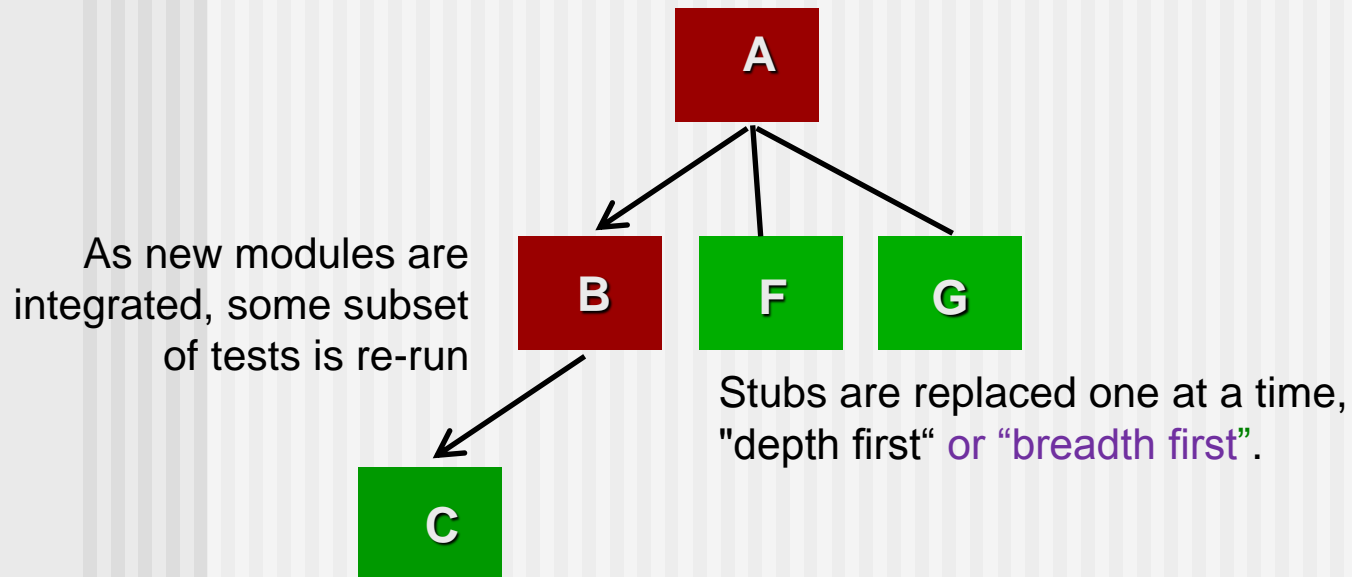 A
As new modules are
integrated, some subset
of tests is re-run
B
F
G
Stubs are replaced one at a time,
"depth first“ or “breadth first”.
C